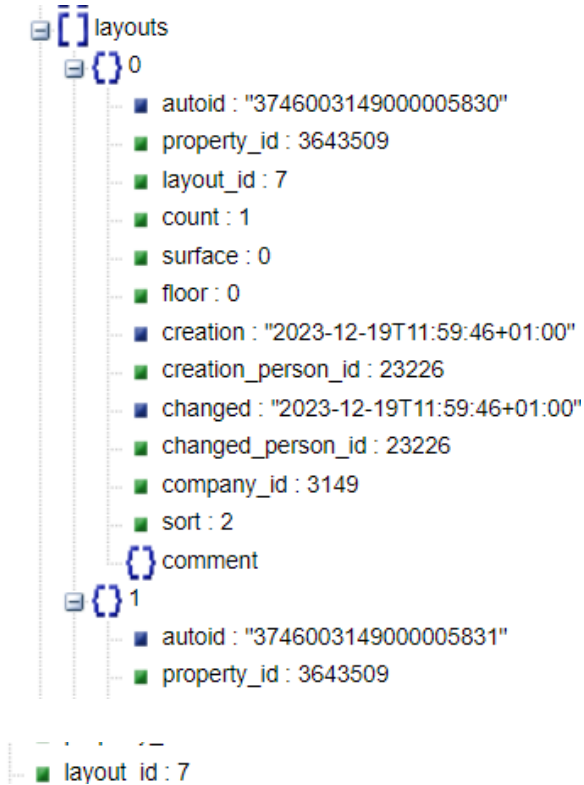 layouts
0
autoid : "3746003149000005830"
property_id : 3643509
layout_id : 7
count : 1
surface : 0
floor : 0
creation : "2023-12-19T11:59:46+01:00"
creation_person_id : 23226
changed : "2023-12-19T11:59:46+01:00"
changed_person_id : 23226
company_id : 3149
sort : 2
comment
1
autoid : "3746003149000005831"
property_id : 3643509
layout_id : 7